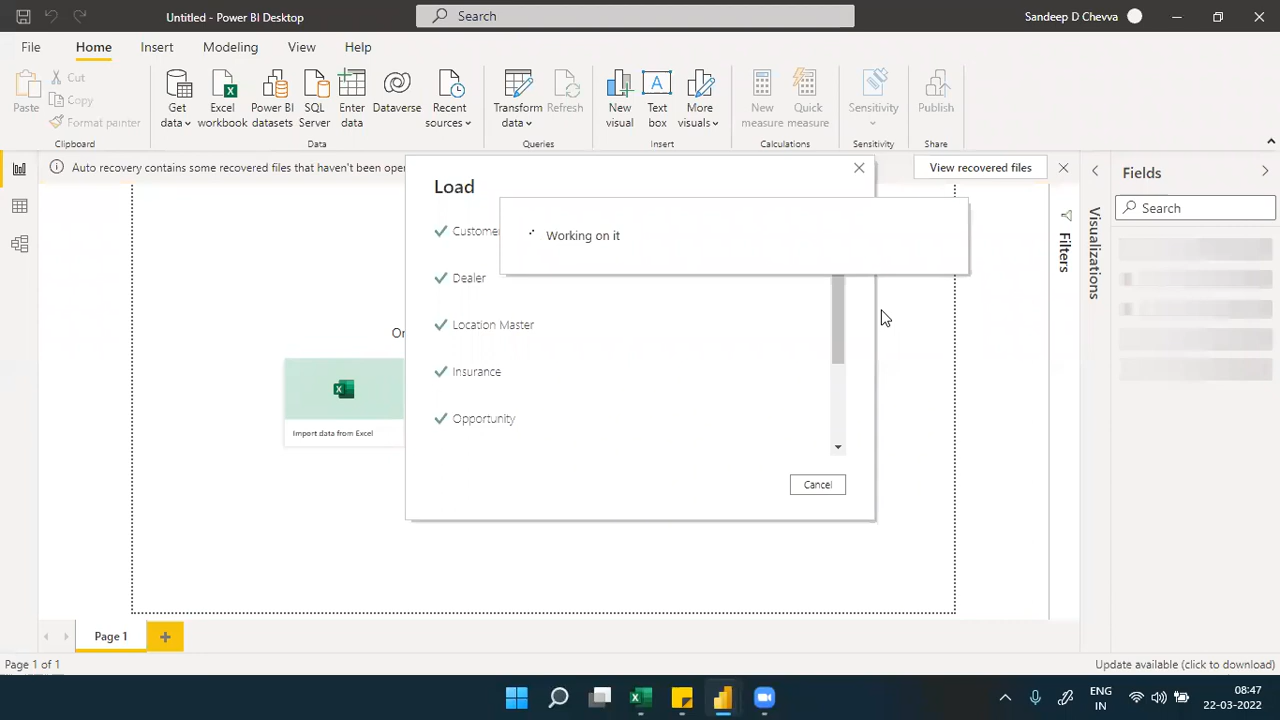 Untitled - Power BI Desktop
Search
Sandeep D Chevva
File
Home
Insert
Modeling
View
Help
Paste
Cut
Copy
Format painter
Clipboard
Get data
Excel workbook
Power BI datasets
SQL Server
Enter data
Dataverse
Recent sources
Data
Transform data
Refresh
Queries
New visual
Text box
More visuals
Insert
New measure
Quick measure
Calculations
Sensitivity
Sensitivity
Publish
Share
Auto recovery contains some recovered files that haven't been
View recovered files
Load
Working on it
Dealer
Location Master
Insurance
Opportunity
Cancel
Import data from Excel
Filters
Visualizations
Fields
Search
Page 1
Page 1 of 1
Update available (click to download)
ENG
IN
08:47
22-03-2022